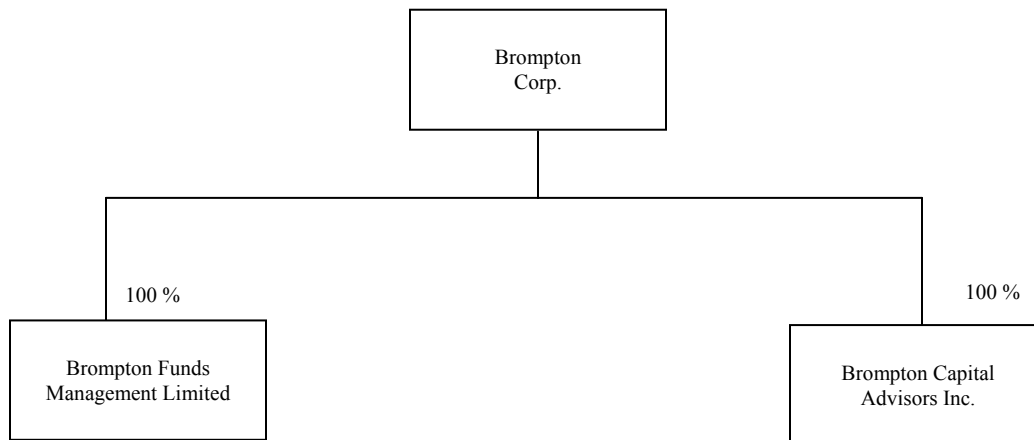 Brompton
Corp.
100 %
100 %
Brompton Funds
Management Limited
Brompton Capital
Advisors Inc.